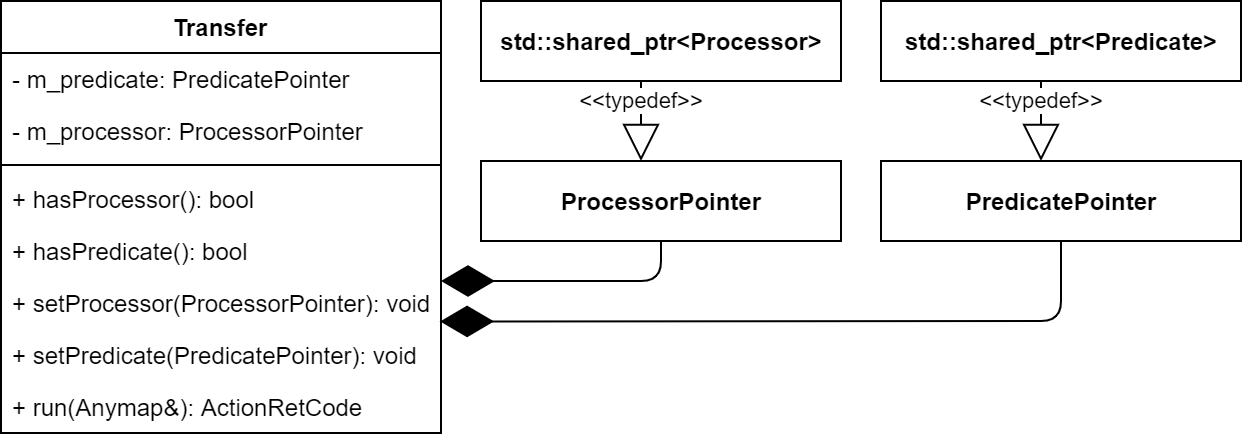 Transfer
- m_predicate: PredicatePointer
- m_processor: ProcessorPointer
+ hasProcessor(): bool
+ hasPredicate(): bool
+ setProcessor(ProcessorPointer): void
+ setPredicate(PredicatePointer): void
+ run(Anymap&): ActionRetCode
std::shared_ptr<Processor>
<<typedef>>
ProcessorPointer
std::shared_ptr<Predicate>
<<typedef>>
PredicatePointer